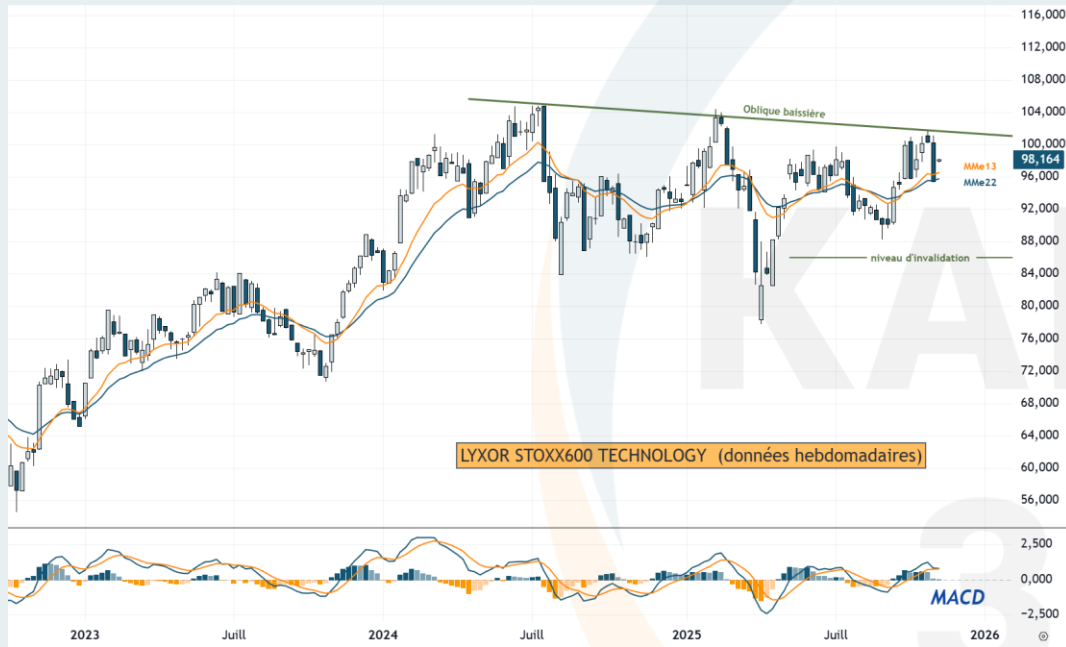 116,000
112,000
108,000
104,000
Oblique baissière
100,000
98,164
MMe13
96,000
MMe22
92,000
88,000
niveau d'invalidation
84,000
80,000
76,000
72,000
68,000
64,000
LYXOR STOXX600 TECHNOLOGY (données hebdomadaires)
60,000
56,000
2,500
0,000
MACD
−2,500
2023
Juill
2024
Juill
2025
Juill
2026
KA
3